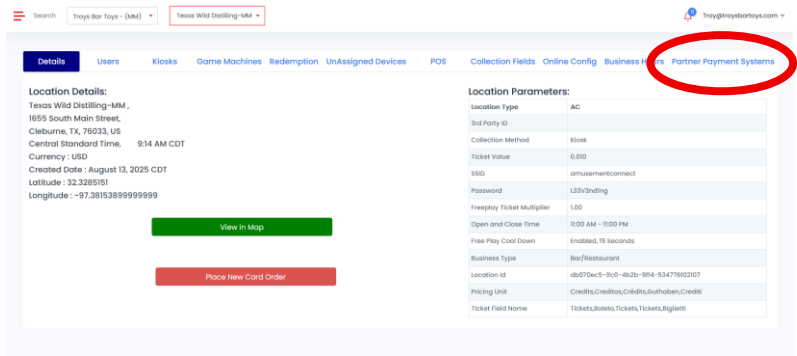 Search Troys Bar Toys - (MM) Texas Wild Distilling-MM 0 Troy@troysbartoys.com
Details Users Kiosks Game Machines Redemption UnAssigned Devices POS Collection Fields Online Config Business Hours Partner Payment Systems
Location Details:
Texas Wild Distilling-MM ,
1655 South Main Street,
Cleburne, TX, 76033, US
Central Standard Time, 9:14 AM CDT
Currency : USD
Created Date : August 13, 2025 CDT
Latitude : 32.3285151
Longitude : -97.38153899999999
View in Map
Place New Card Order
Location Parameters:
Location Type AC
3rd Party ID
Collection Method Kiosk
Ticket Value 0.010
SSID amusementconnect
Password L33V3nd1ng
Freeplay Ticket Multiplier 1.00
Open and Close Time 11:00 AM - 11:00 PM
Free Play Cool Down Enabled, 15 Seconds
Business Type Bar/Restaurant
Location Id db070ec5-1fc0-4b2b-9f14-534776f02107
Pricing Unit Credits,Creditos,Crédits,Guthaben,Crediti
Ticket Field Name Tickets,Boleto,Tickets,Tickets,Biglietti